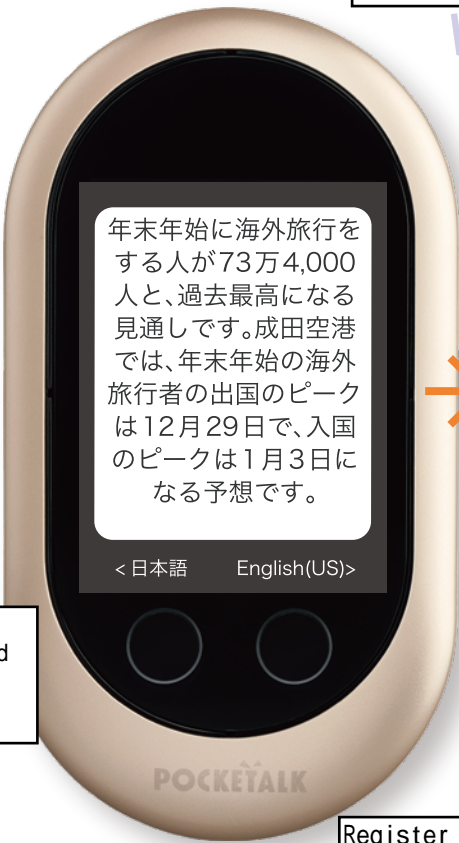 年末年始に海外旅行を
する人が73万4,000
人と、過去最高になる
見通しです。成田空港
では、年末年始の海外
旅行者の出国のピーク
は12月29日で、入国
のピークは1月3日に
なる予想です。
<日本語 English(US)>
d
POCKETALK
Register